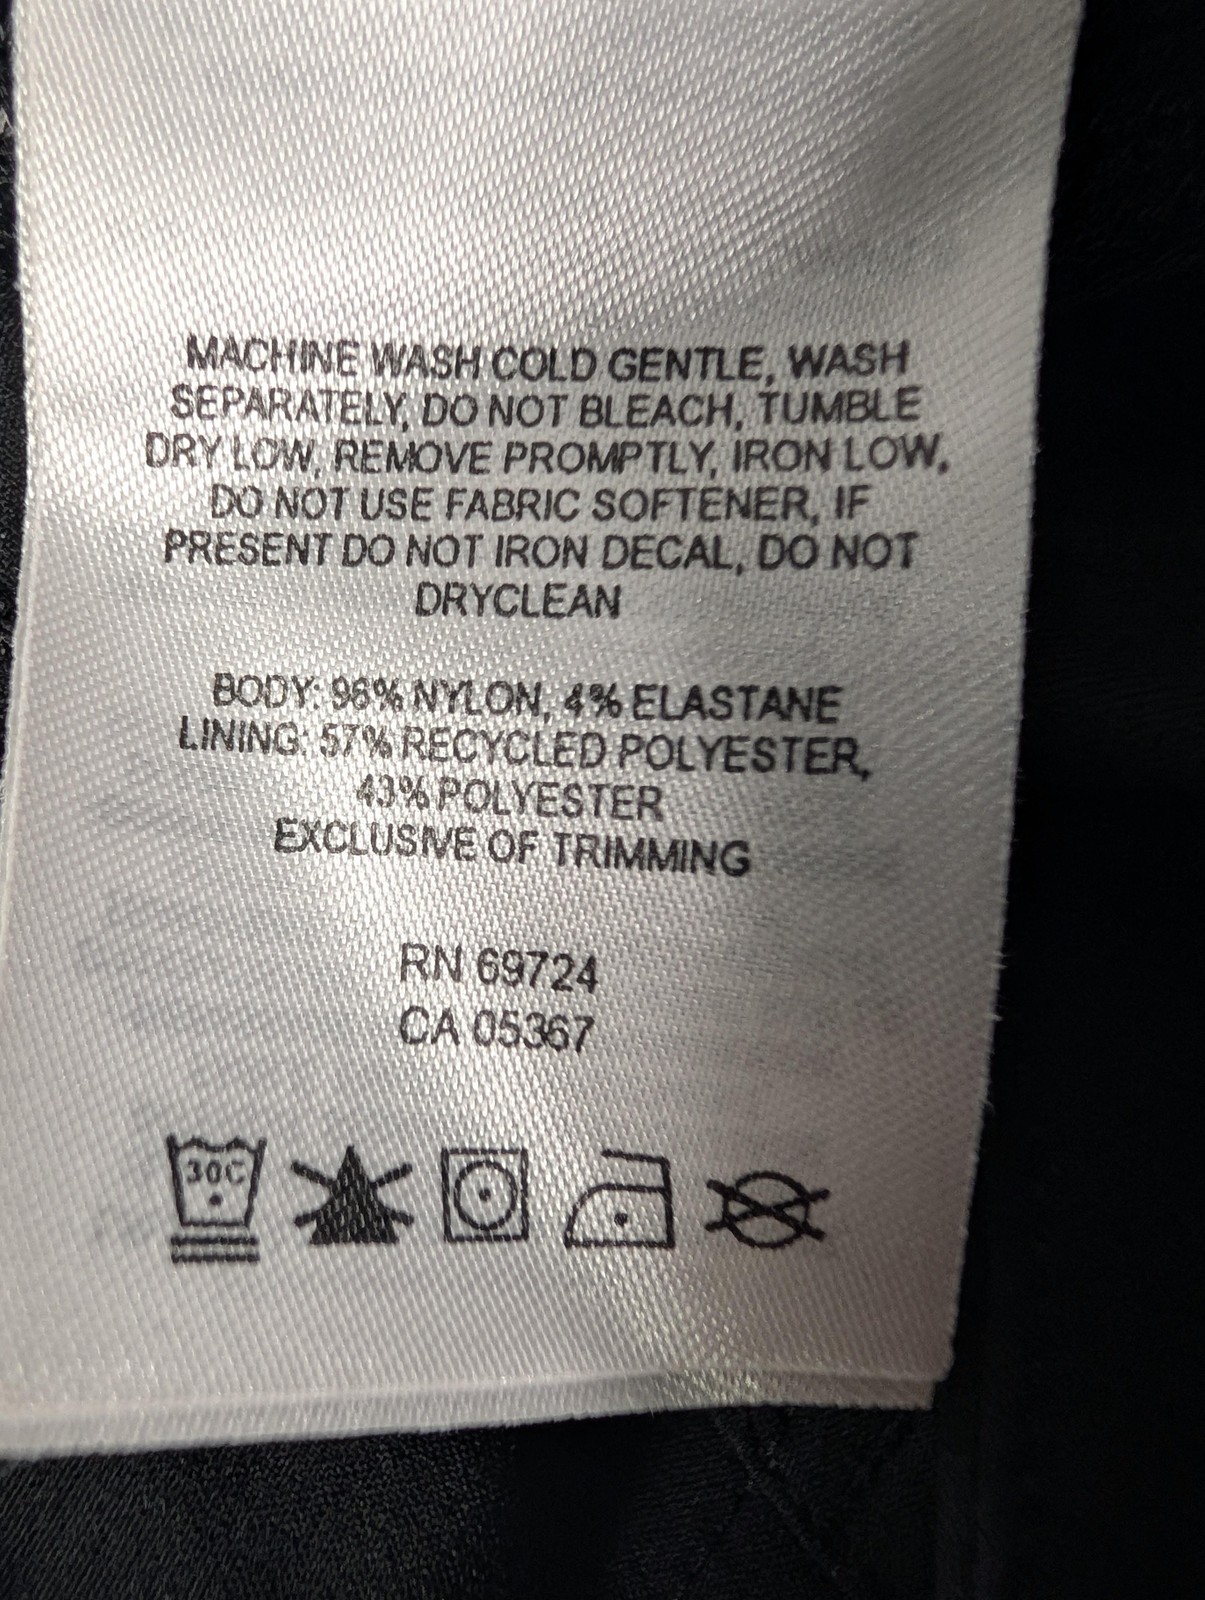 MACHINE WASH COLD GENTLE, WASH
SEPARATELY, DO NOT BLEACH, TUMBLE
DRY LOW, REMOVE PROMPTLY, IRON LOW,
DO NOT USE FABRIC SOFTENER, IF
PRESENT DO NOT IRON DECAL, DO NOT
DRYCLEAN
BODY: 96% NYLON, 4% ELASTANE
LINING: 57% RECYCLED POLYESTER,
43% POLYESTER
EXCLUSIVE OF TRIMMING
RN 69724
CA 05367
30C